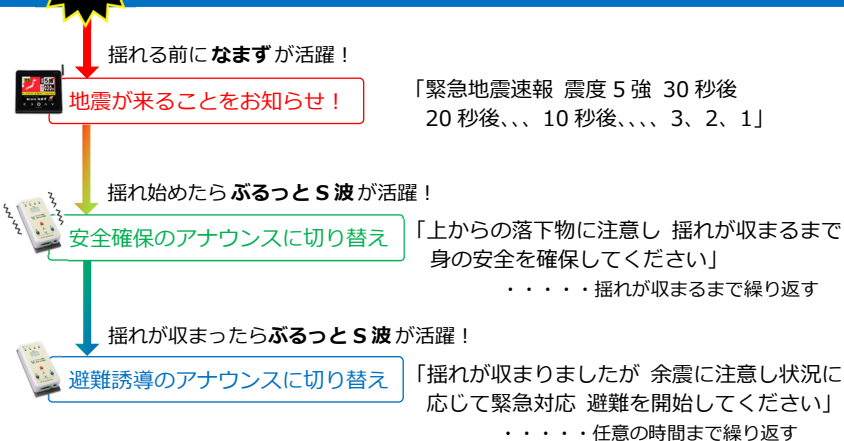 揺れる前になまずが活躍！
地震が来ることをお知らせ！
「緊急地震速報 震度５強 30 秒後
20 秒後､､､ 10 秒後､､､､ 3、2、1」
揺れ始めたらぶるっとＳ波が活躍！
安全確保のアナウンスに切り替え
「上からの落下物に注意し 揺れが収まるまで
身の安全を確保してください」
・・・・・揺れが収まるまで繰り返す
揺れが収まったらぶるっとＳ波が活躍！
避難誘導のアナウンスに切り替え
「揺れが収まりましたが 余震に注意し状況に
応じて緊急対応 避難を開始してください」
・・・・・任意の時間まで繰り返す